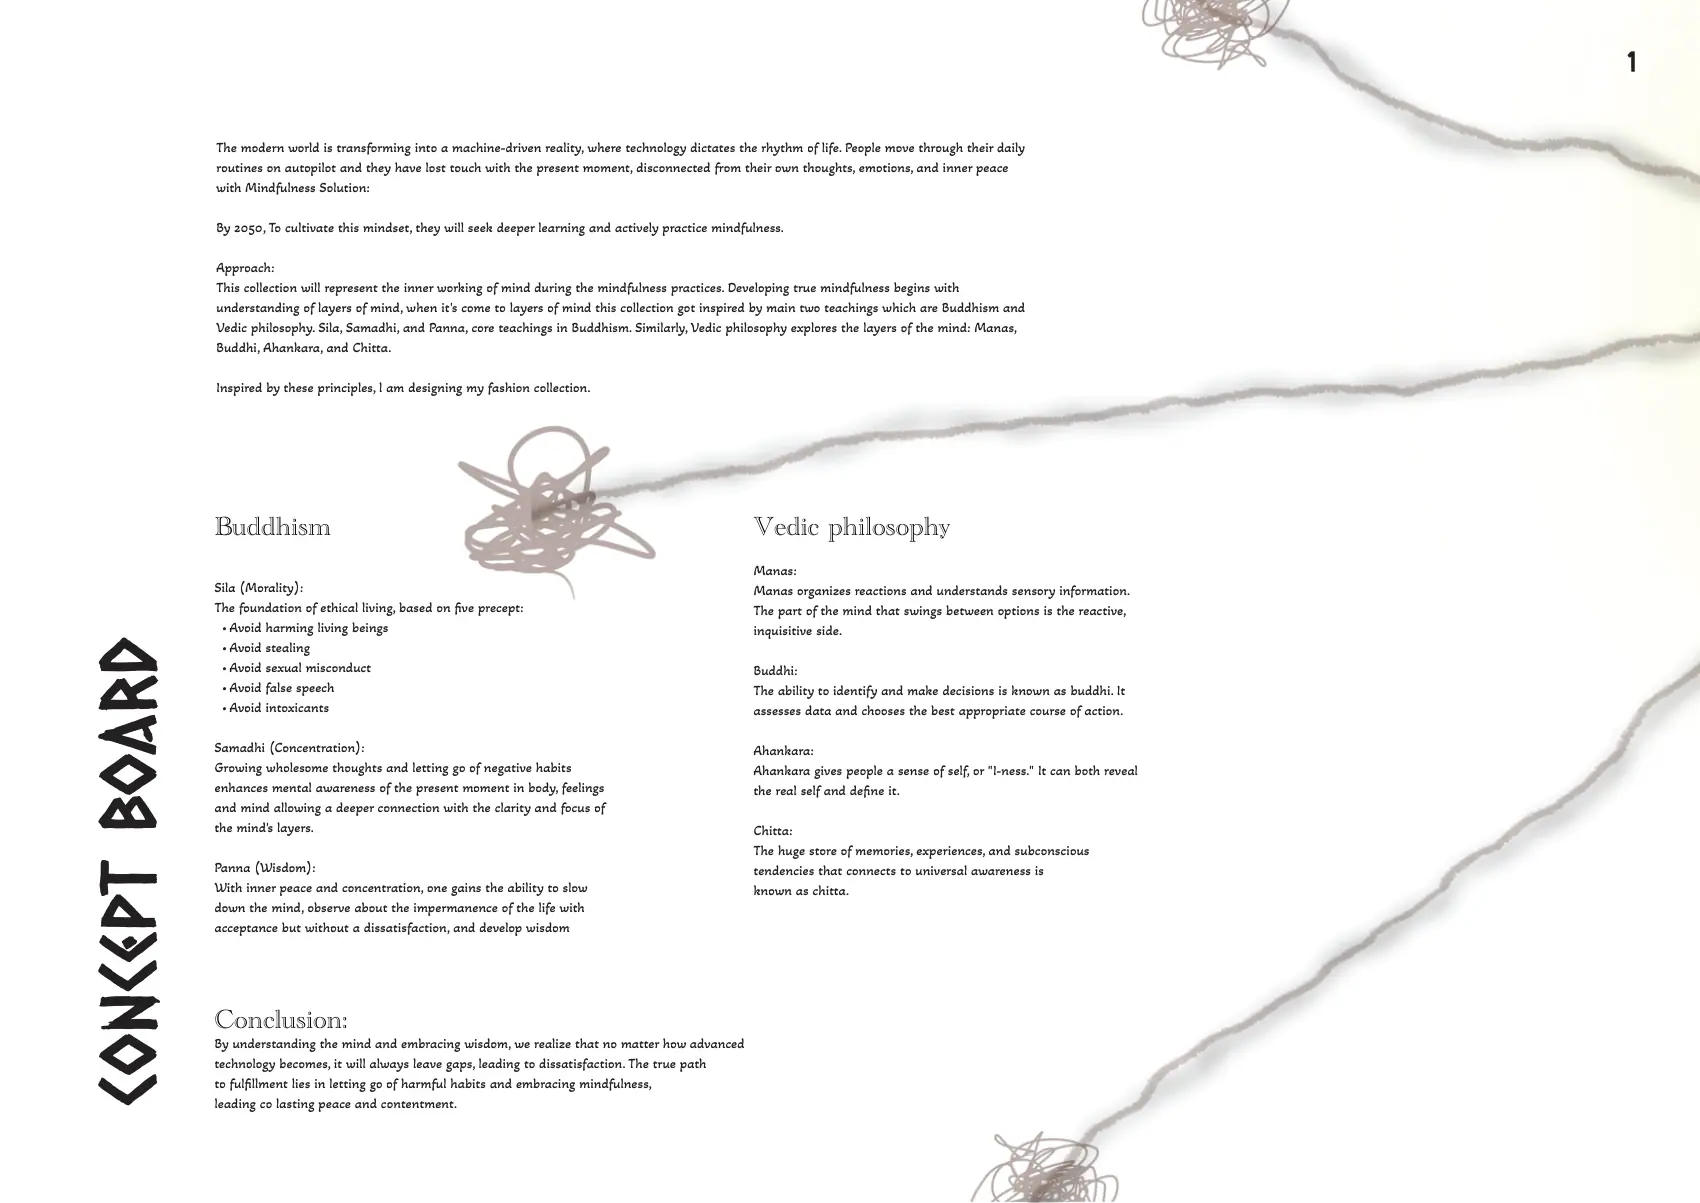 1
The modern world is transforming into a machine-driven reality, where technology dictates the rhythm of life. People move through their daily
routines on autopilot and they have lost touch with the present moment, disconnected from their own thoughts, emotions, and inner peace
with Mindfulness Solution:
By 2050, To cultivate this mindset, they will seek deeper learning and actively practice mindfulness.
Approach:
This collection will represent the inner working of mind during the mindfulness practices. Developing true mindfulness begins with
understanding of layers of mind, when it's come to layers of mind this collection got inspired by main two teachings which are Buddhism and
Vedic philosophy. Sila, Samadhi, and Panna, core teachings in Buddhism. Similarly, Vedic philosophy explores the layers of the mind: Manas,
Buddhi, Ahankara, and Chitta.
Inspired by these principles, I am designing my fashion collection.
Buddhism
Sila (Morality):
The foundation of ethical living, based on five precept:
• Avoid harming living beings
• Avoid stealing
• Avoid sexual misconduct
• Avoid false speech
• Avoid intoxicants
Samadhi (Concentration):
Growing wholesome thoughts and letting go of negative habits
enhances mental awareness of the present moment in body, feelings
and mind allowing a deeper connection with the clarity and focus of
the mind's layers.
Panna (Wisdom):
With inner peace and concentration, one gains the ability to slow
down the mind, observe about the impermanence of the life with
acceptance but without a dissatisfaction, and develop wisdom
Vedic philosophy
Manas:
Manas organizes reactions and understands sensory information.
The part of the mind that swings between options is the reactive,
inquisitive side.
Buddhi:
The ability to identify and make decisions is known as buddhi. It
assesses data and chooses the best appropriate course of action.
Ahankara:
Ahankara gives people a sense of self, or "I-ness." It can both reveal
the real self and define it.
Chitta:
The huge store of memories, experiences, and subconscious
tendencies that connects to universal awareness is
known as chitta.
Conclusion:
By understanding the mind and embracing wisdom, we realize that no matter how advanced
technology becomes, it will always leave gaps, leading to dissatisfaction. The true path
to fulfillment lies in letting go of harmful habits and embracing mindfulness,
leading co lasting peace and contentment.
CONCEPT BOARD